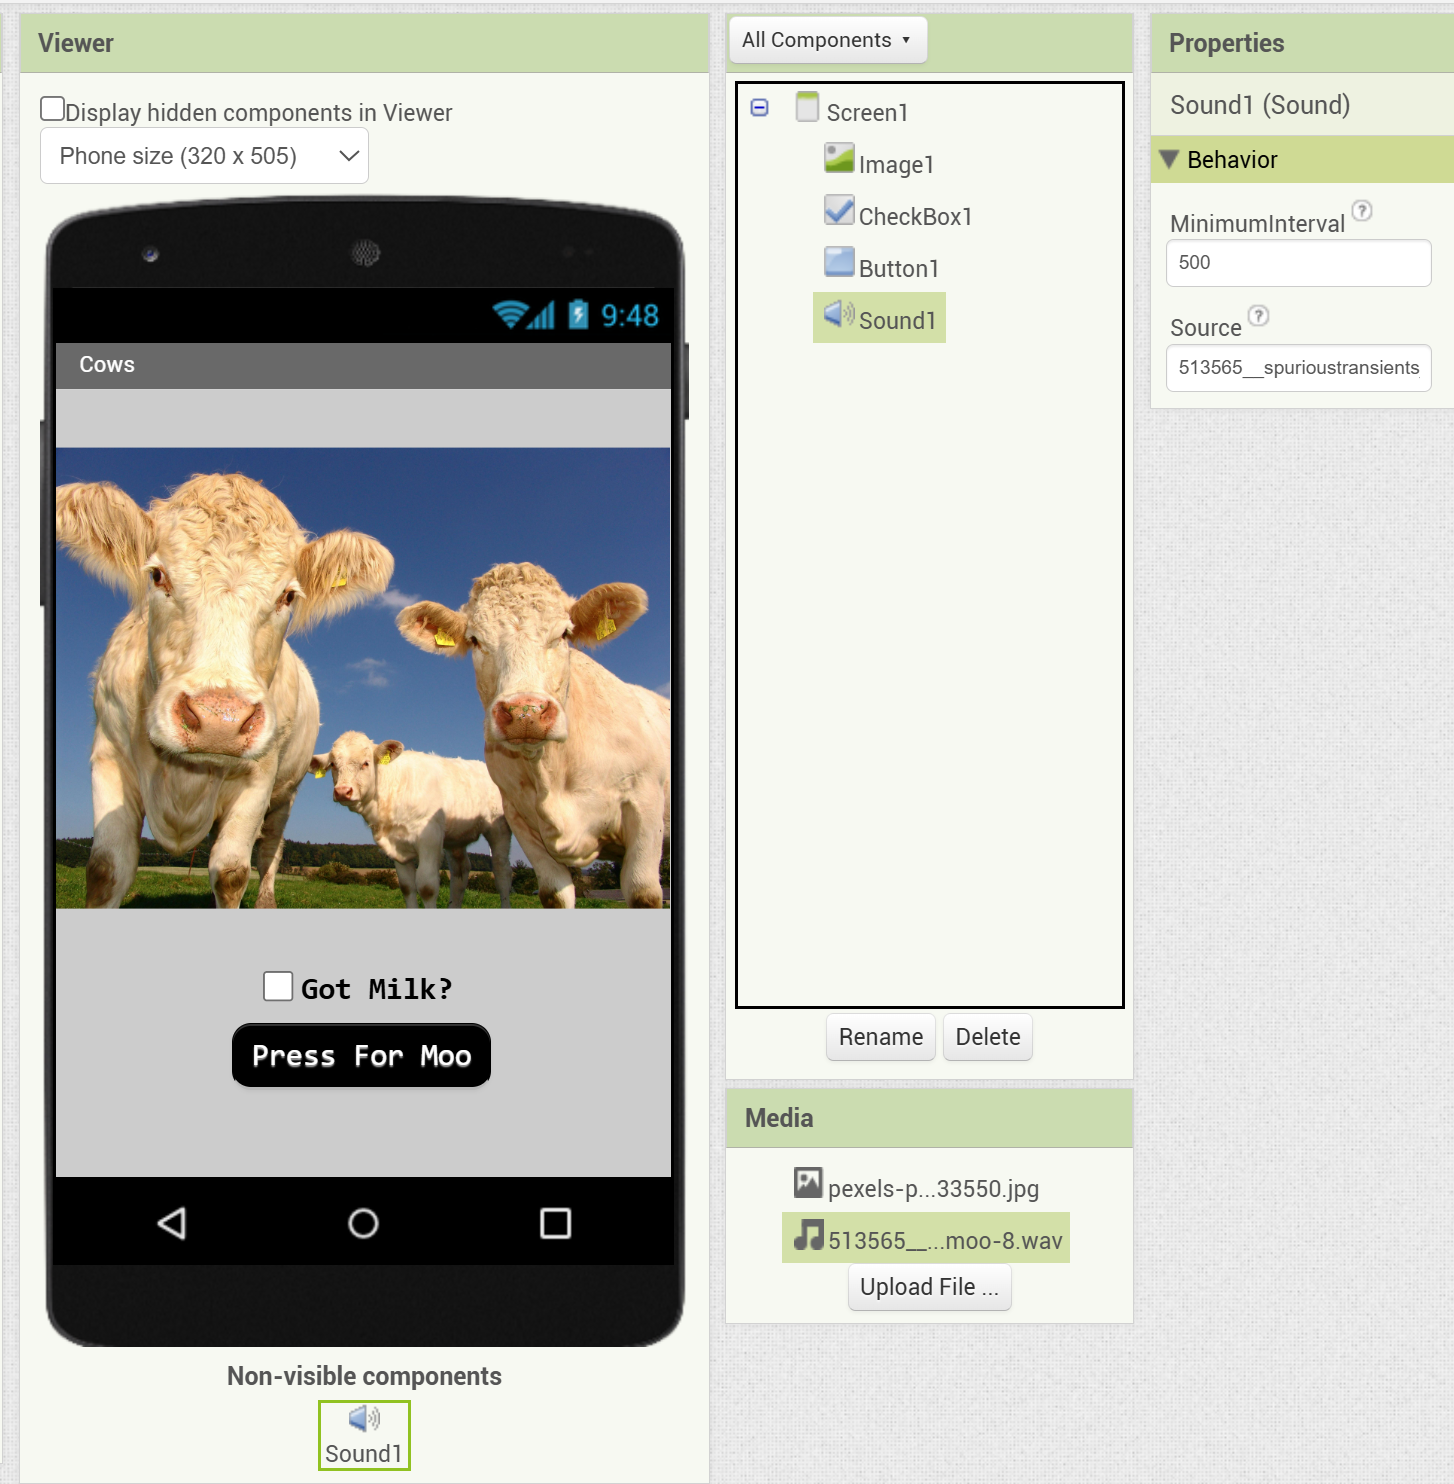 Viewer
Display hidden components in Viewer
Phone size (320 x 505)
9:48
Cows
Got Milk?
Press For Moo
Non-visible components
Sound1
All Components
Screen1
Image1
CheckBox1
Button1
Sound1
Rename
Delete
Media
pexels-p...33550.jpg
513565__...moo-8.wav
Upload File ...
Properties
Sound1 (Sound)
Behavior
MinimumInterval ?
500
Source ?
513565__spurioustransients